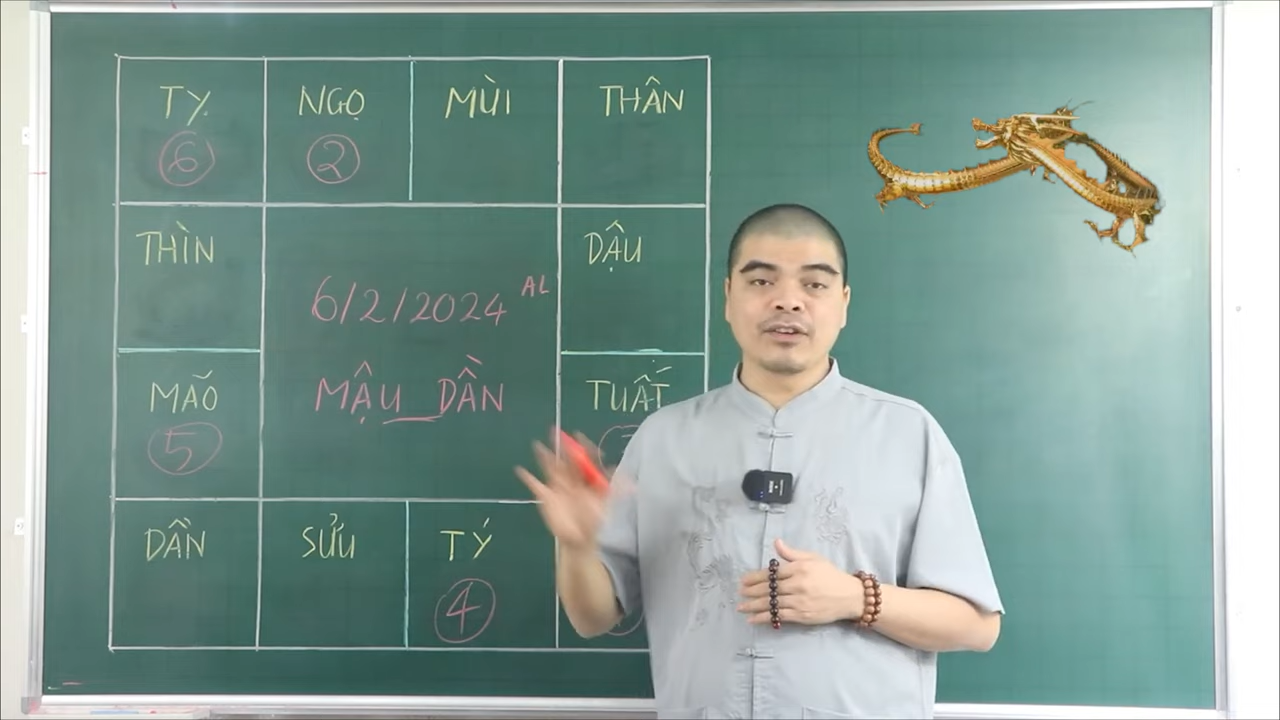 TỴ
6
NGỌ
2
MÙI
THÂN
THÌN
DẬU
6/2/2024 AL
MẬU DẦN
MÃO
5
TUẤT
DẦN
SỬU
TÝ
4